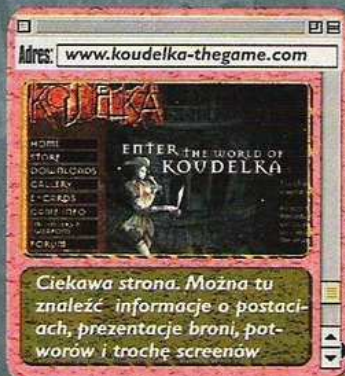 Adres: www.koudelka-thegame.com
KOUDELKA
HOME
STORE
DOWNLOADS
GALLERY
E-CARDS
GAME INFO
WEAPONS
FORUM
ENTER THE WORLD OF
KOUDELKA
Ciekawa strona. Można tu
znaleźć informacje o postaci-
ach, prezentacje broni, pot-
worów i trochę screenów